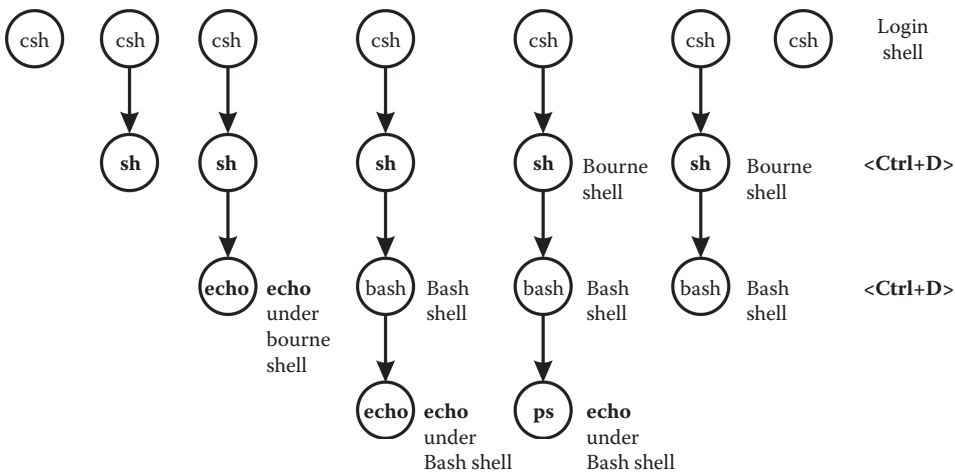 csh csh csh csh csh csh csh Login
shell
sh sh sh sh Bourne
shell sh Bourne
shell <Ctrl+D>
echo echo
under
bourne
shell
bash Bash
shell
bash Bash
shell
bash Bash
shell
<Ctrl+D>
echo echo
under
Bash shell
ps echo
under
Bash shell